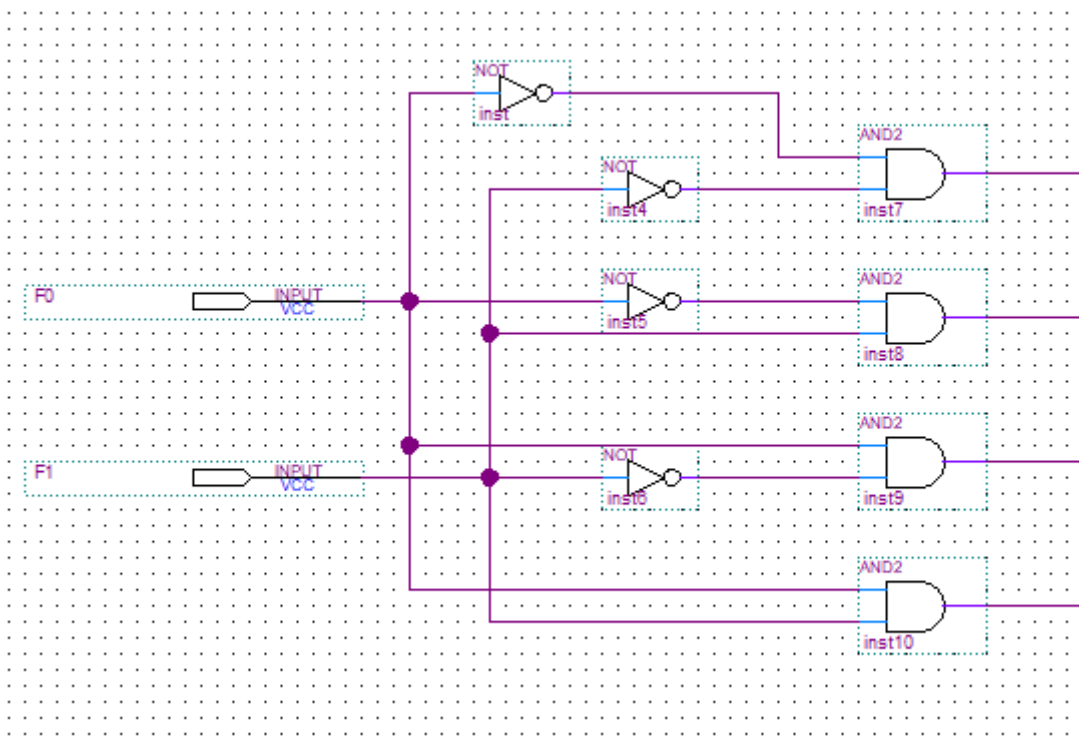 NOT
inst
AND2
NOT
inst4
inst7
F0
INPUT
VCC
NOT
inst5
AND2
inst8
F1
INPUT
VCC
NOT
inst6
AND2
inst9
AND2
inst10